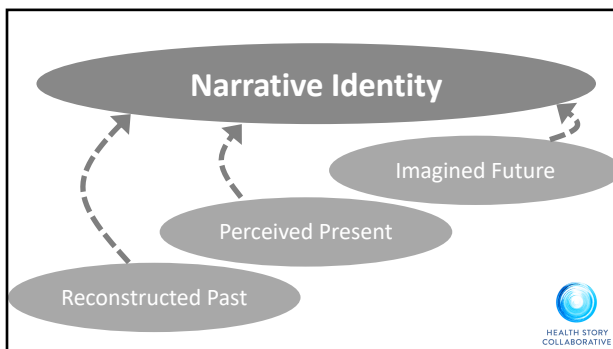 Narrative Identity
Imagined Future
Perceived Present
Reconstructed Past
HEALTH STORY
COLLABORATIVE